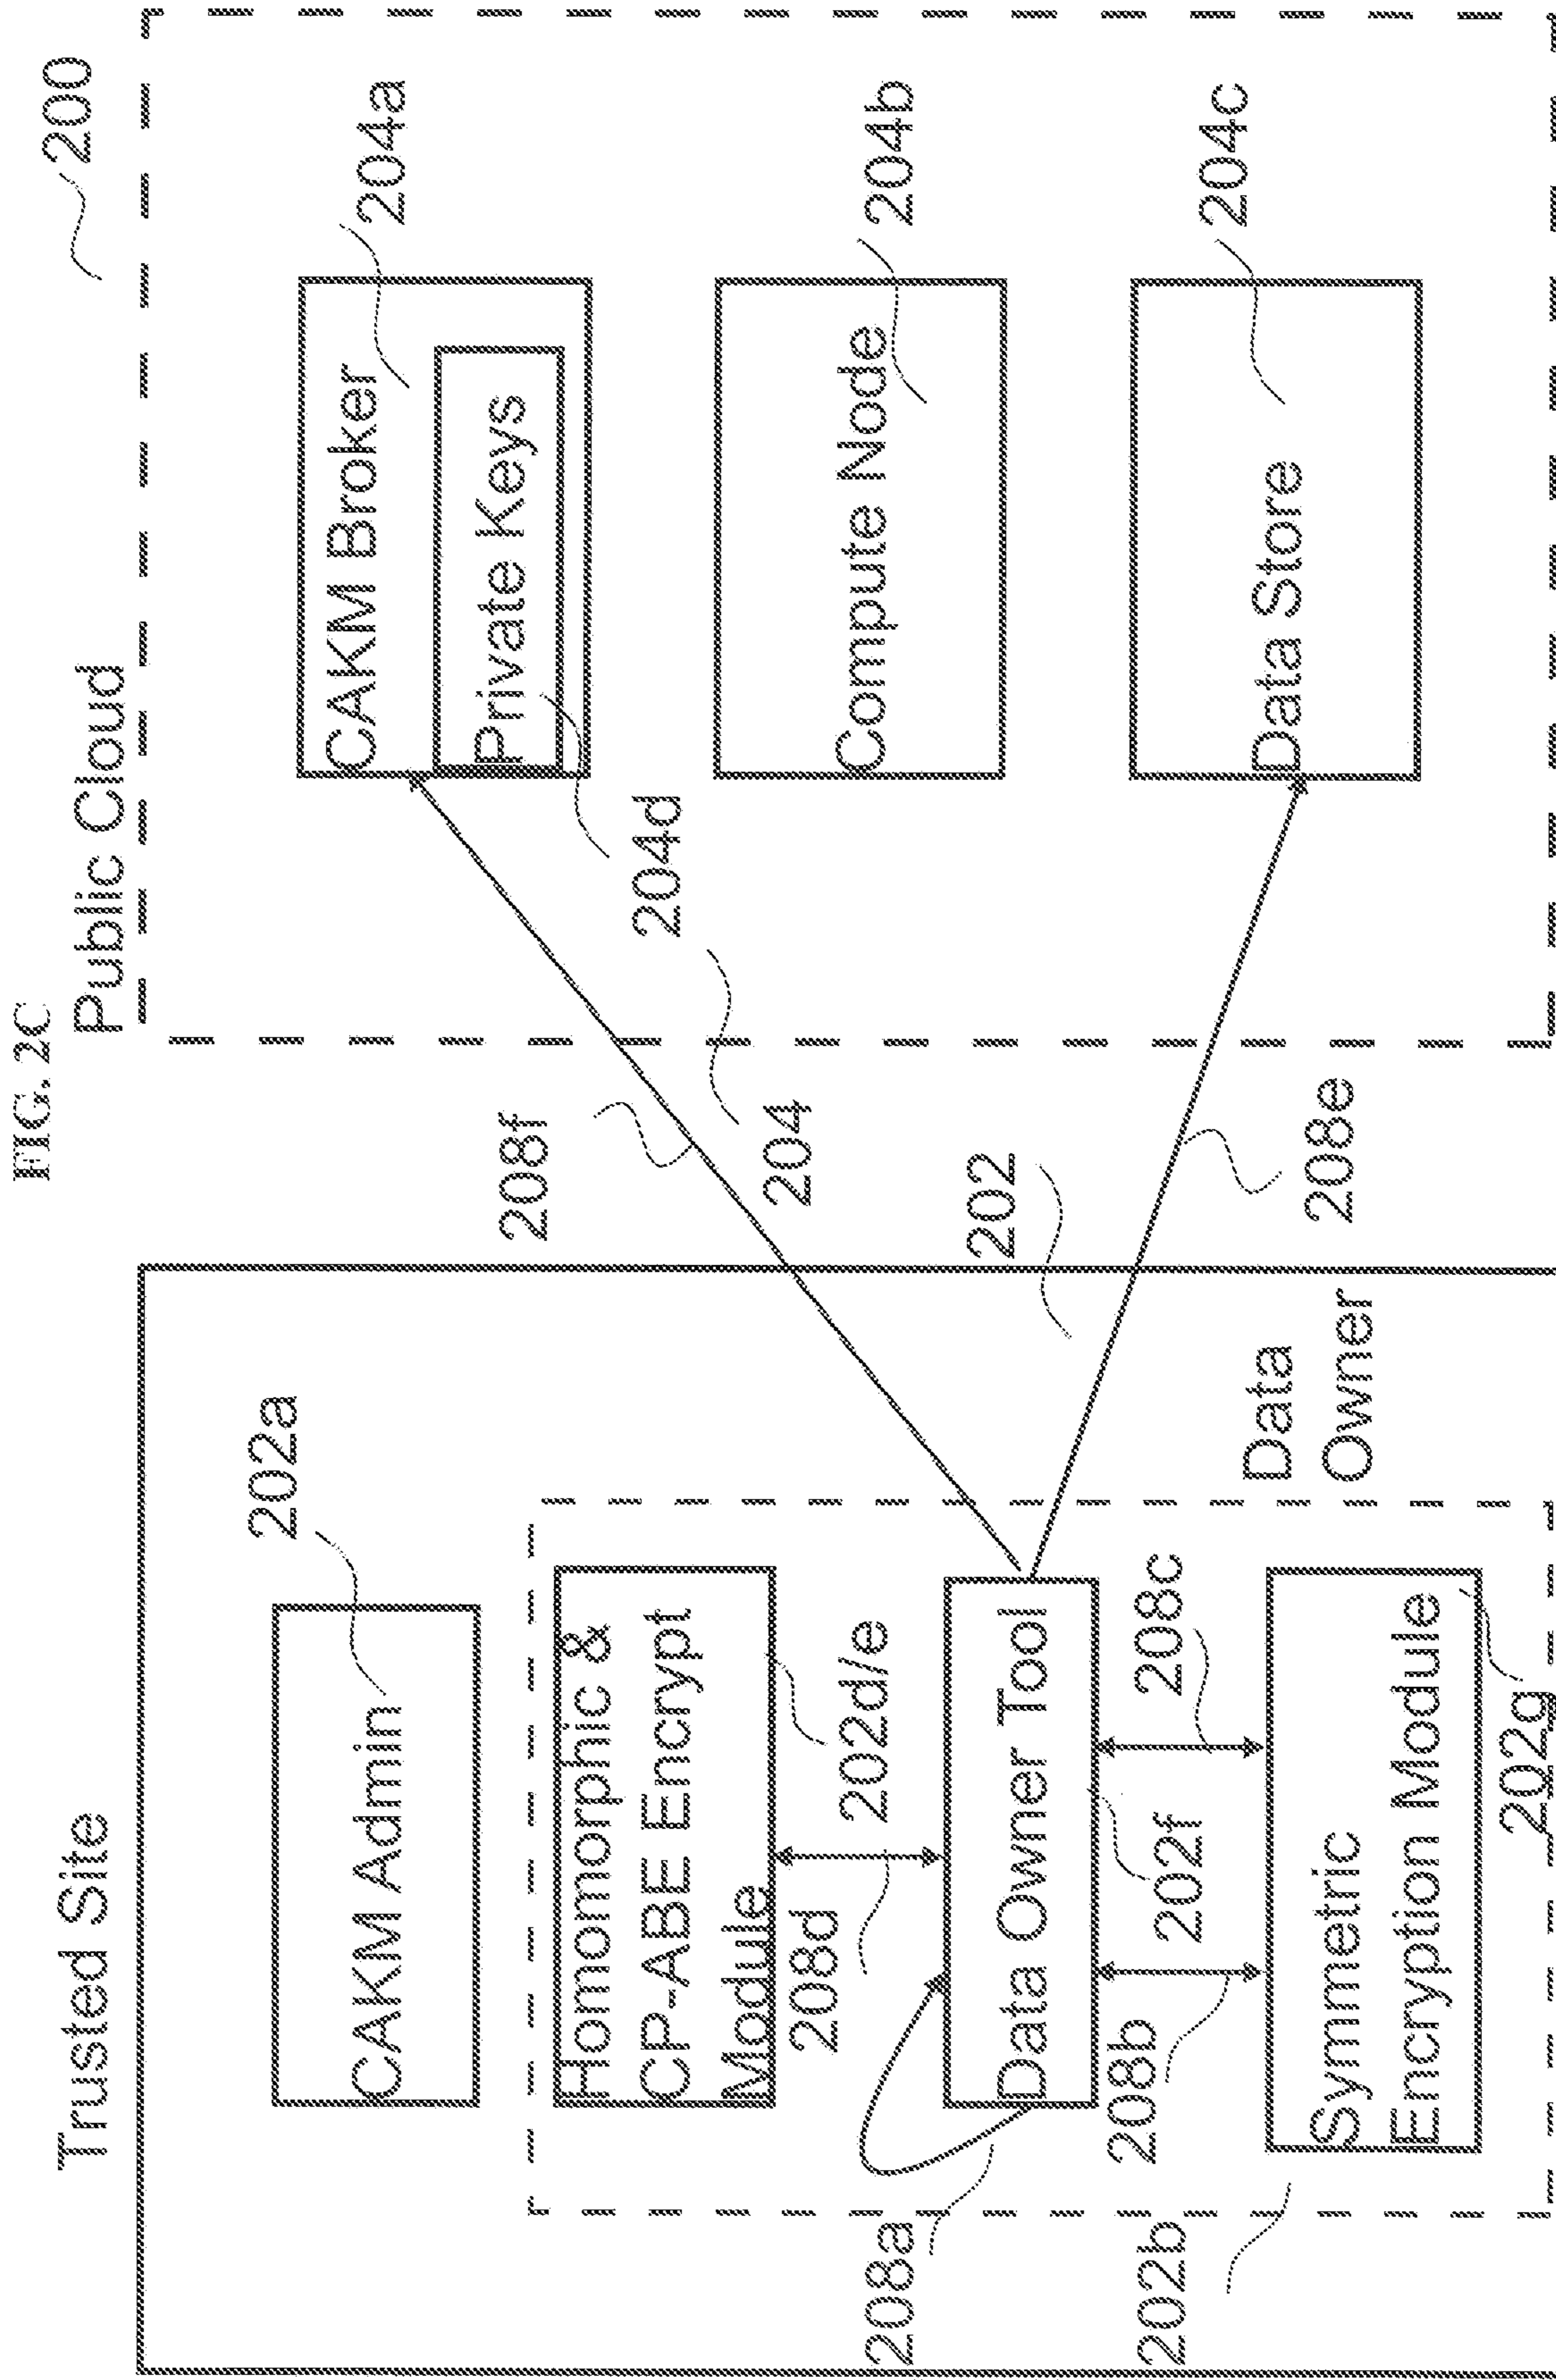 FIG. 2C
200
Trusted Site
Public Cloud
202a
CAKM Admin
204a
CAKM Broker
Private Keys
204d
208f
204
Homomorphic &
CP-ABE Encrypt
Module
202d/e
208d
204b
Compute Node
208a
Data Owner Tool
202
202f
208b
208c
202b
Symmetric
Encryption Module
202g
Data
Owner
208e
204c
Data Store